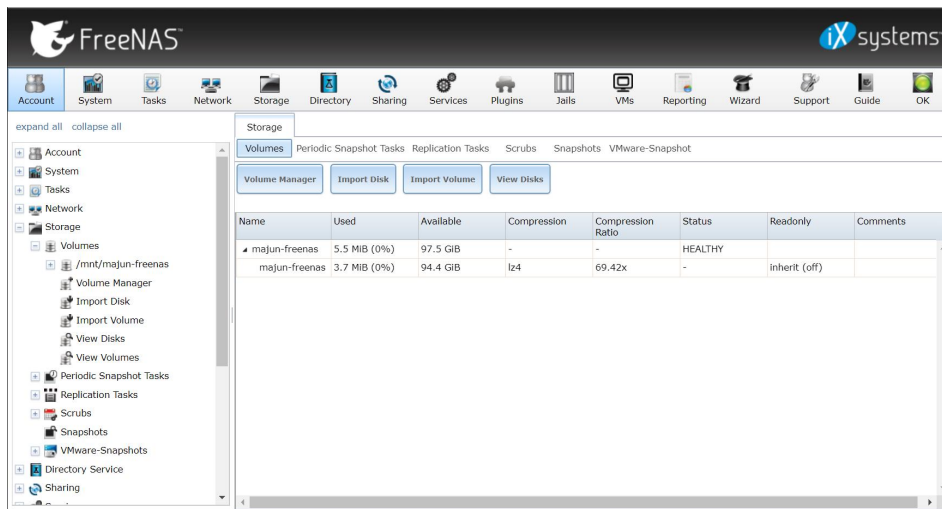 FreeNAS
iXsystems
Account System Tasks Network Storage Directory Sharing Services Plugins Jails VMs Reporting Wizard Support Guide OK
expand all collapse all
Account
System
Tasks
Network
Storage
Volumes
/mnt/majun-freenas
Volume Manager
Import Disk
Import Volume
View Disks
View Volumes
Periodic Snapshot Tasks
Replication Tasks
Scrubs
Snapshots
VMware-Snapshots
Directory Service
Sharing
Storage
Volumes Periodic Snapshot Tasks Replication Tasks Scrubs Snapshots VMware-Snapshot
Volume Manager Import Disk Import Volume View Disks
Name Used Available Compression Compression Ratio Status Readonly Comments
majun-freenas 5.5 MiB (0%) 97.5 GiB - - HEALTHY
majun-freenas 3.7 MiB (0%) 94.4 GiB lz4 69.42x - inherit (off)